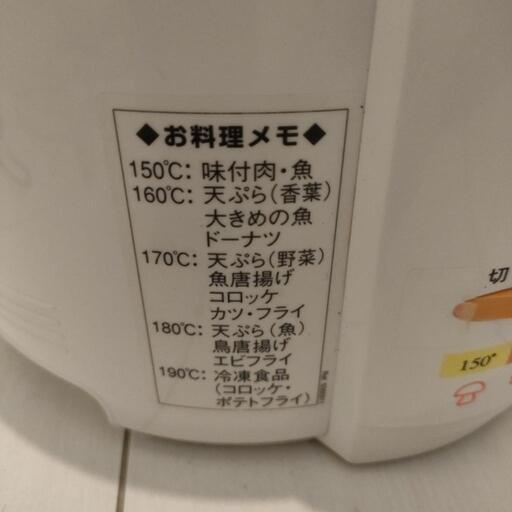 ◆お料理メモ◆
150℃: 味付肉・魚
160℃: 天ぷら(香葉)
大きめの魚
ドーナツ
170℃: 天ぷら(野菜)
魚唐揚げ
コロッケ
カツ・フライ
180℃: 天ぷら(魚)
鳥唐揚げ
エビフライ
190℃: 冷凍食品
(コロッケ・
ポテトフライ)
切
150°